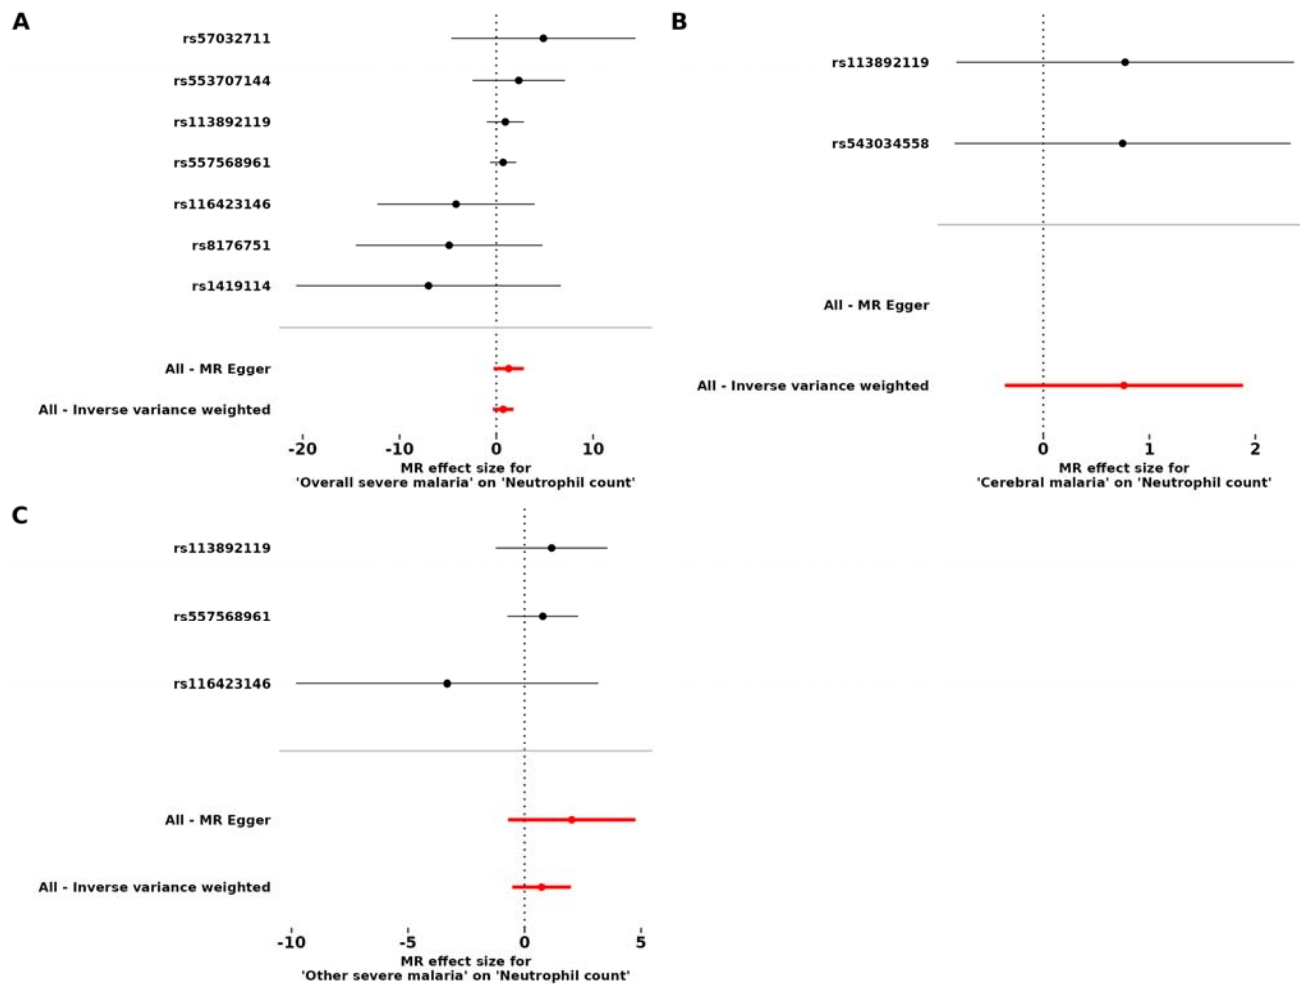 A
rs57032711
rs553707144
rs113892119
rs557568961
rs116423146
rs8176751
rs1419114
All - MR Egger
All - Inverse variance weighted
-20 -10 0 10
MR effect size for
'Overall severe malaria' on 'Neutrophil count'
B
rs113892119
rs543034558
All - MR Egger
All - Inverse variance weighted
0 1 2
MR effect size for
'Cerebral malaria' on 'Neutrophil count'
C
rs113892119
rs557568961
rs116423146
All - MR Egger
All - Inverse variance weighted
-10 -5 0 5
MR effect size for
'Other severe malaria' on 'Neutrophil count'